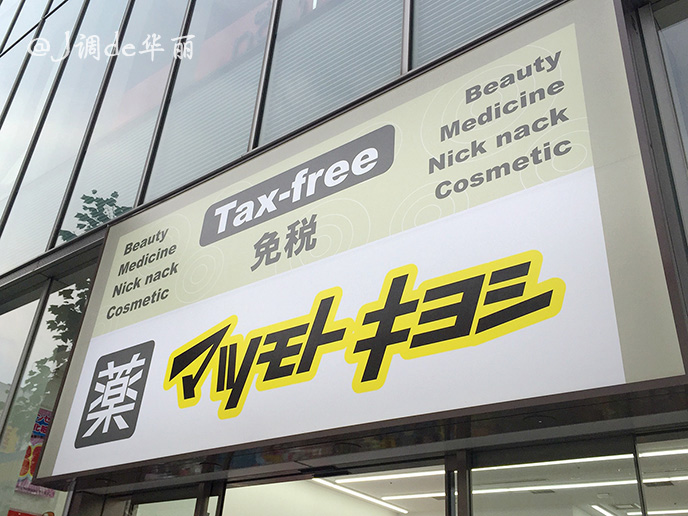 @J调de华丽
Tax-free
免税
Beauty
Medicine
Nick nack
Cosmetic
Beauty
Medicine
Nick nack
Cosmetic
薬
マツモトキヨシ